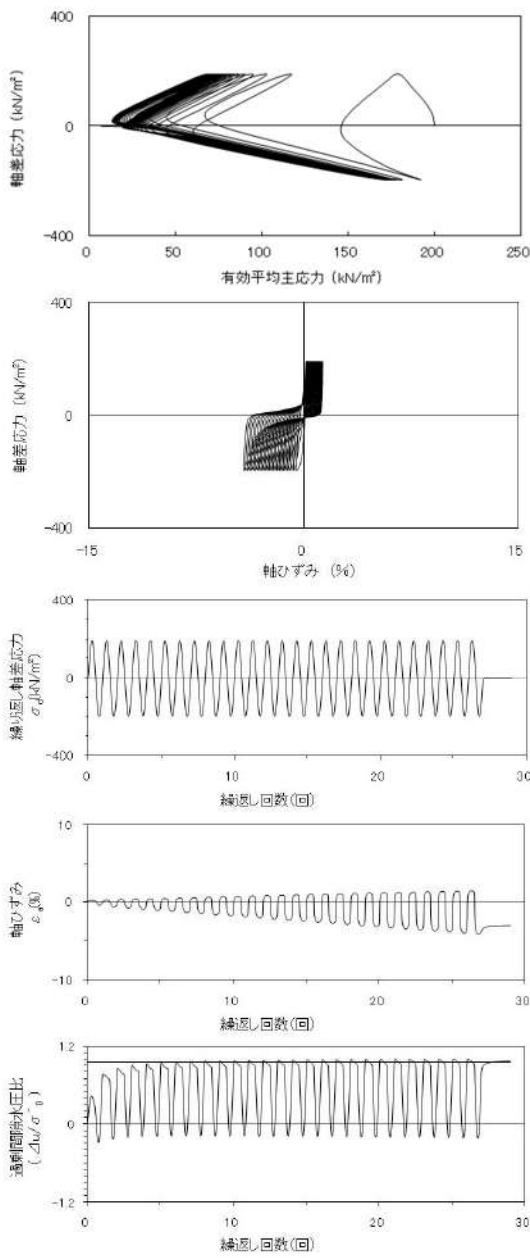 400
軸差応力 (kN/m²)
0
-400
0
50
100
150
200
250
有効平均主応力 (kN/m²)
400
軸差応力 (kN/m²)
0
-400
-15
0
15
軸ひずみ (%)
400
繰り返し軸差応力
σd(kN/m²)
0
-400
0
10
20
30
繰返し回数(回)
10
軸ひずみ
εa(%)
0
-10
0
10
20
30
繰返し回数(回)
1.2
過剰間隙水圧比
(Δu/σ'0)
0
-1.2
0
10
20
30
繰返し回数(回)